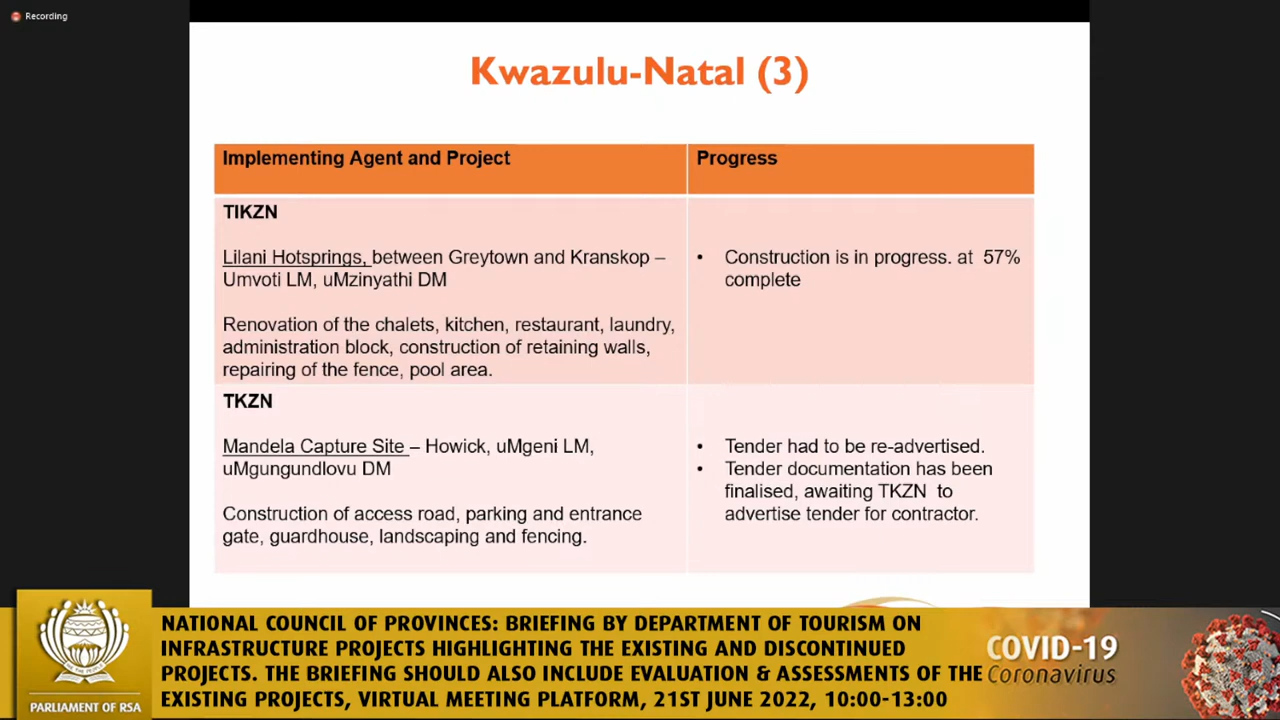 Recording
Kwazulu-Natal (3)
Implementing Agent and Project
Progress
TIKZN
Lilani Hotsprings, between Greytown and Kranskop –
Umvoti LM, uMzinyathi DM
Renovation of the chalets, kitchen, restaurant, laundry,
administration block, construction of retaining walls,
repairing of the fence, pool area.
• Construction is in progress. at 57%
complete
TKZN
Mandela Capture Site – Howick, uMgeni LM,
uMgungundlovu DM
Construction of access road, parking and entrance
gate, guardhouse, landscaping and fencing.
• Tender had to be re-advertised.
• Tender documentation has been
finalised, awaiting TKZN to
advertise tender for contractor.
NATIONAL COUNCIL OF PROVINCES: BRIEFING BY DEPARTMENT OF TOURISM ON
INFRASTRUCTURE PROJECTS HIGHLIGHTING THE EXISTING AND DISCONTINUED
PROJECTS. THE BRIEFING SHOULD ALSO INCLUDE EVALUATION & ASSESSMENTS OF THE
EXISTING PROJECTS, VIRTUAL MEETING PLATFORM, 21ST JUNE 2022, 10:00-13:00
PARLIAMENT OF RSA
COVID-19
Coronavirus